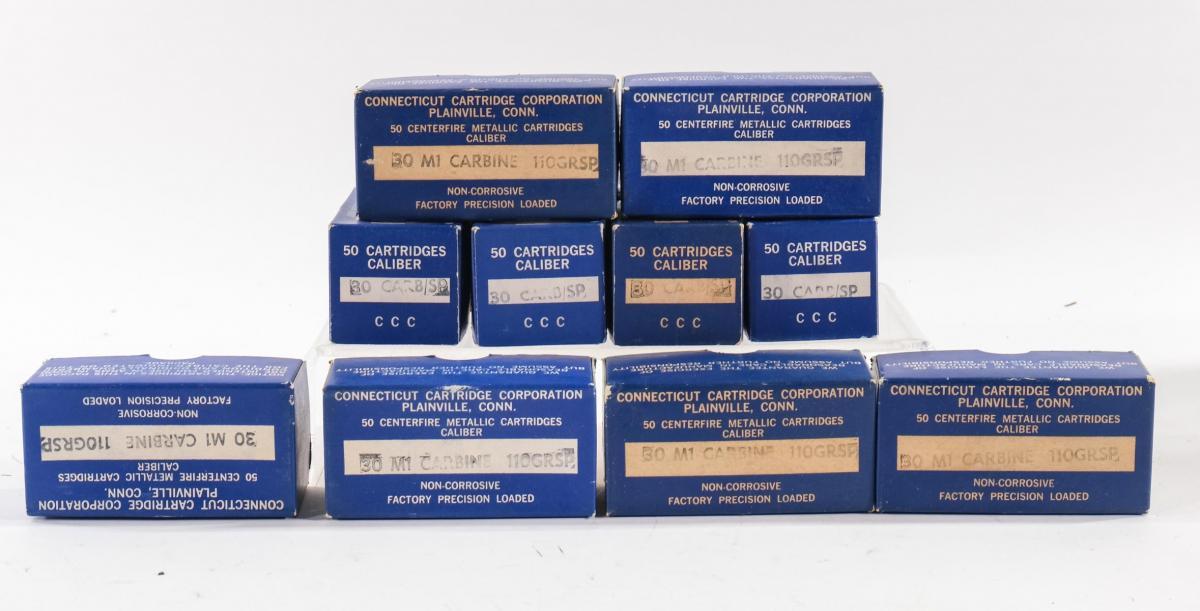 CONNECTICUT CARTRIDGE CORPORATION
PLAINVILLE, CONN.
50 CENTERFIRE METALLIC CARTRIDGES
CALIBER
30 M1 CARBINE 110GRSP
NON-CORROSIVE
FACTORY PRECISION LOADED
CONNECTICUT CARTRIDGE CORPORATION
PLAINVILLE, CONN.
50 CENTERFIRE METALLIC CARTRIDGES
CALIBER
30 M1 CARBINE 110GRSP
NON-CORROSIVE
FACTORY PRECISION LOADED
50 CARTRIDGES
CALIBER
30 CARB/SP
C C C
50 CARTRIDGES
CALIBER
30 CARB/SP
C C C
50 CARTRIDGES
CALIBER
30 CARB/SP
C C C
50 CARTRIDGES
CALIBER
30 CARB/SP
C C C
CONNECTICUT CARTRIDGE CORPORATION
PLAINVILLE, CONN.
50 CENTERFIRE METALLIC CARTRIDGES
CALIBER
30 M1 CARBINE 110GRSP
NON-CORROSIVE
FACTORY PRECISION LOADED
CONNECTICUT CARTRIDGE CORPORATION
PLAINVILLE, CONN.
50 CENTERFIRE METALLIC CARTRIDGES
CALIBER
30 M1 CARBINE 110GRSP
NON-CORROSIVE
FACTORY PRECISION LOADED
CONNECTICUT CARTRIDGE CORPORATION
PLAINVILLE, CONN.
50 CENTERFIRE METALLIC CARTRIDGES
CALIBER
30 M1 CARBINE 110GRSP
NON-CORROSIVE
FACTORY PRECISION LOADED
CONNECTICUT CARTRIDGE CORPORATION
PLAINVILLE, CONN.
50 CENTERFIRE METALLIC CARTRIDGES
CALIBER
30 M1 CARBINE 110GRSP
NON-CORROSIVE
FACTORY PRECISION LOADED